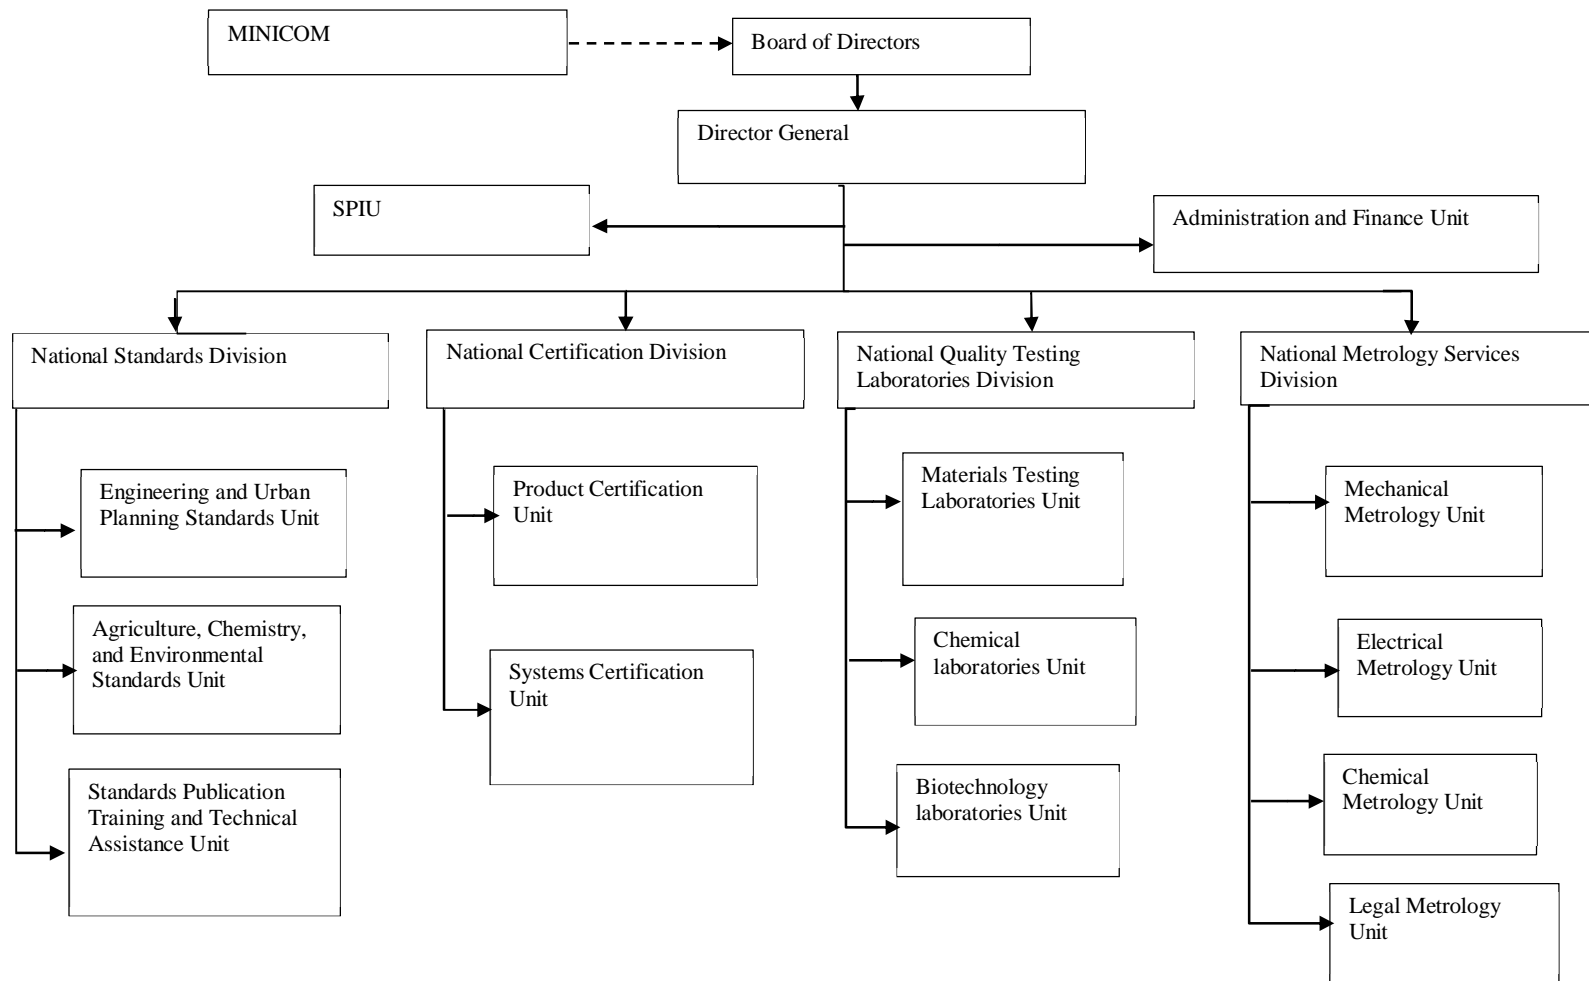 MINICOM
Board of Directors
Director General
SPIU
Administration and Finance Unit
National Standards Division
National Certification Division
National Quality Testing
Laboratories Division
National Metrology Services
Division
Engineering and Urban
Planning Standards Unit
Agriculture, Chemistry,
and Environmental
Standards Unit
Standards Publication
Training and Technical
Assistance Unit
Product Certification
Unit
Systems Certification
Unit
Materials Testing
Laboratories Unit
Chemical
laboratories Unit
Biotechnology
laboratories Unit
Mechanical
Metrology Unit
Electrical
Metrology Unit
Chemical
Metrology Unit
Legal Metrology
Unit